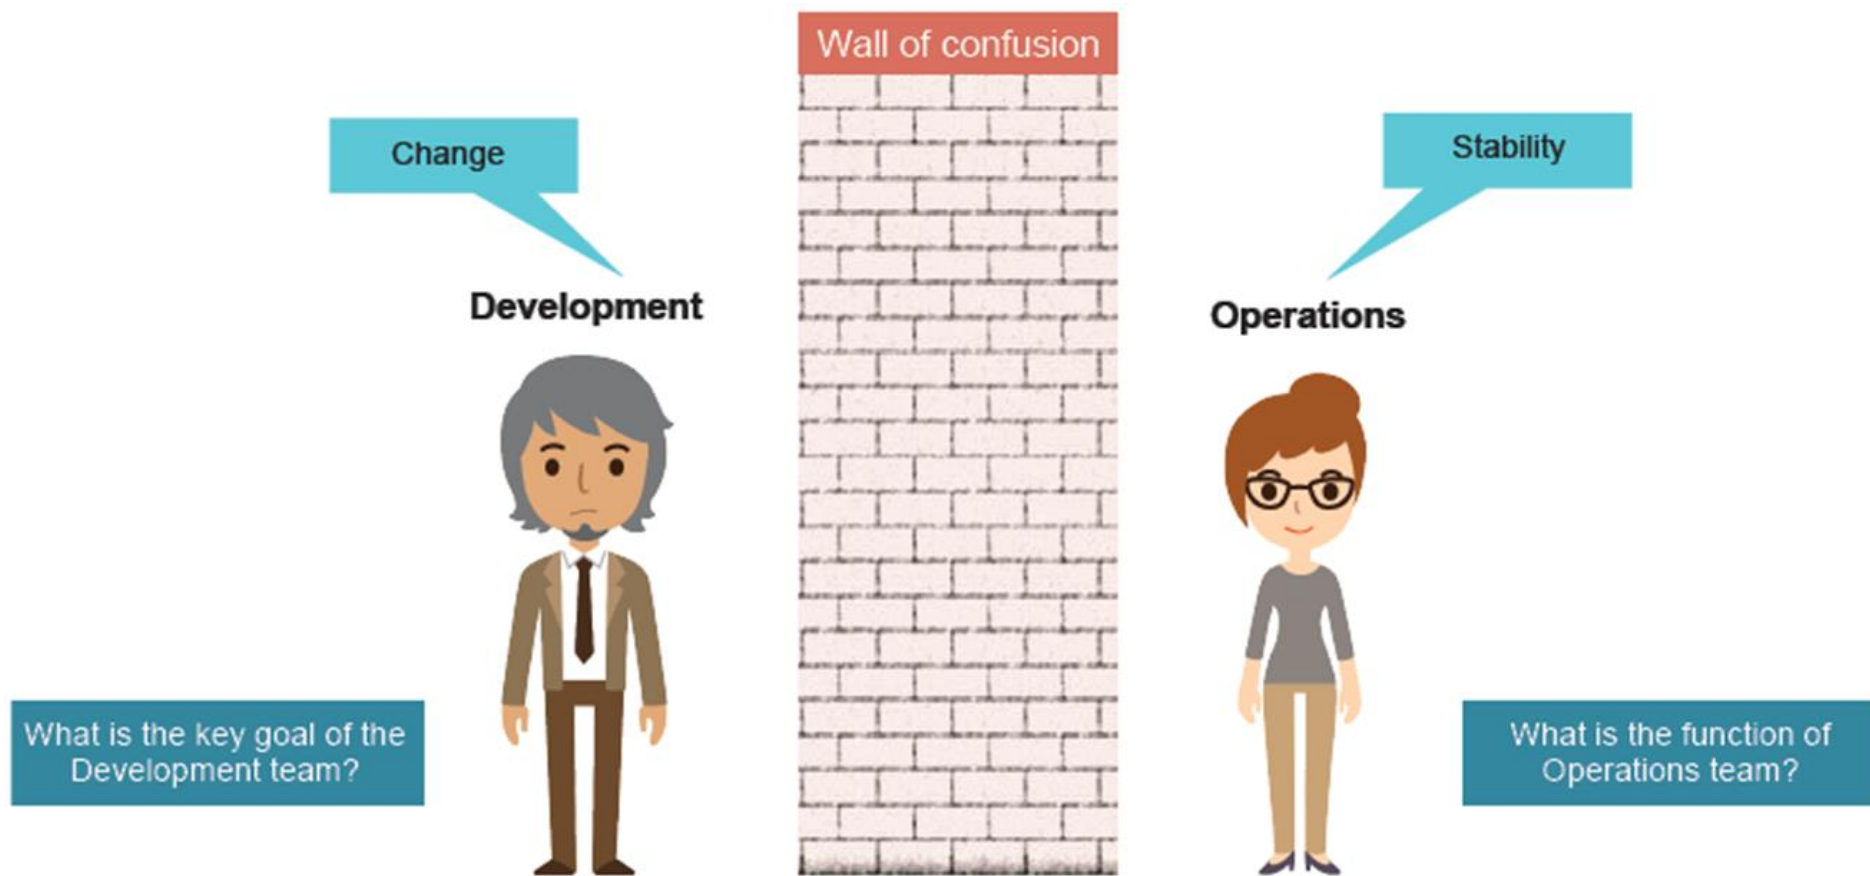 Wall of confusion
Change
Stability
Development
Operations
What is the key goal of the
Development team?
What is the function of
Operations team?